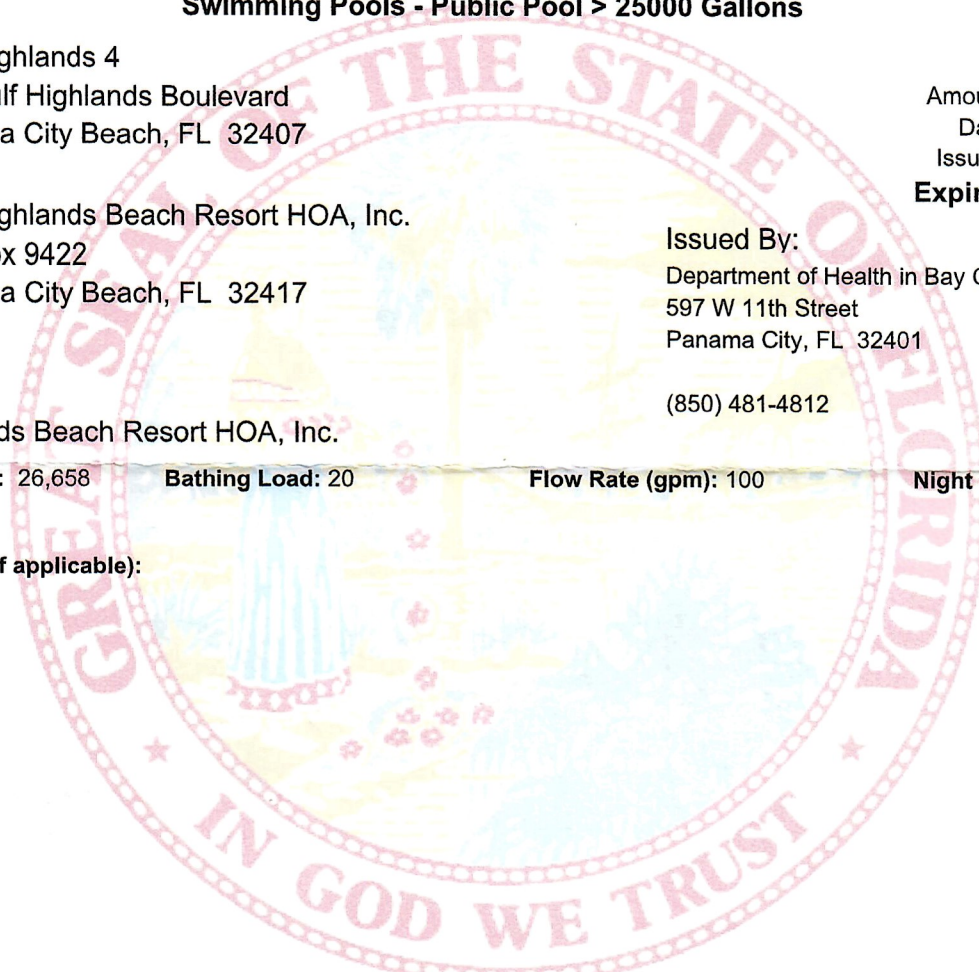 Swimming Pools - Public Pool > 25000 Gallons
ghlands 4
lf Highlands Boulevard
a City Beach, FL 32407
Amou
Da
Issu
Expir
ghlands Beach Resort HOA, Inc.
x 9422
a City Beach, FL 32417
Issued By:
Department of Health in Bay C
597 W 11th Street
Panama City, FL 32401
(850) 481-4812
ds Beach Resort HOA, Inc.
: 26,658 Bathing Load: 20 Flow Rate (gpm): 100 Night
f applicable):
GREAT SEAL OF THE STATE OF FLORIDA
IN GOD WE TRUST